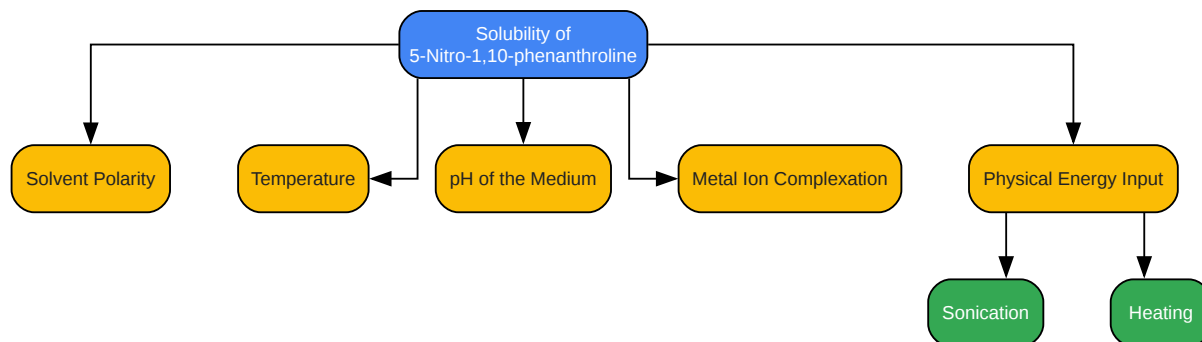 Solubility of
5-Nitro-1,10-phenanthroline
Solvent Polarity
Temperature
pH of the Medium
Metal Ion Complexation
Physical Energy Input
Sonication
Heating